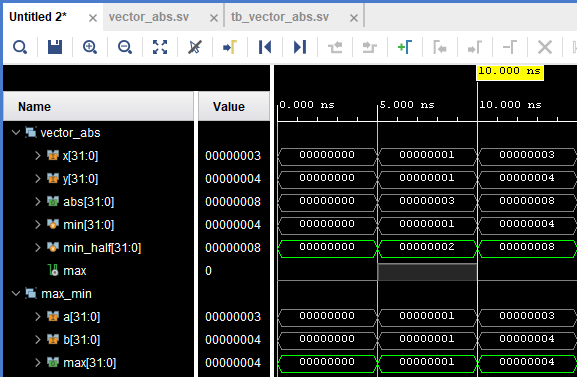 Untitled 2* × vector_abs.sv × tb_vector_abs.sv ×
10.000 ns
Name Value 0.000 ns 5.000 ns 10.000 ns
vector_abs
x[31:0] 00000003 00000000 00000001 00000003
y[31:0] 00000004 00000000 00000001 00000004
abs[31:0] 00000008 00000000 00000003 00000008
min[31:0] 00000004 00000000 00000001 00000004
min_half[31:0] 00000008 00000000 00000002 00000008
max 0
max_min
a[31:0] 00000003 00000000 00000001 00000003
b[31:0] 00000004 00000000 00000001 00000004
max[31:0] 00000004 00000000 00000001 00000004